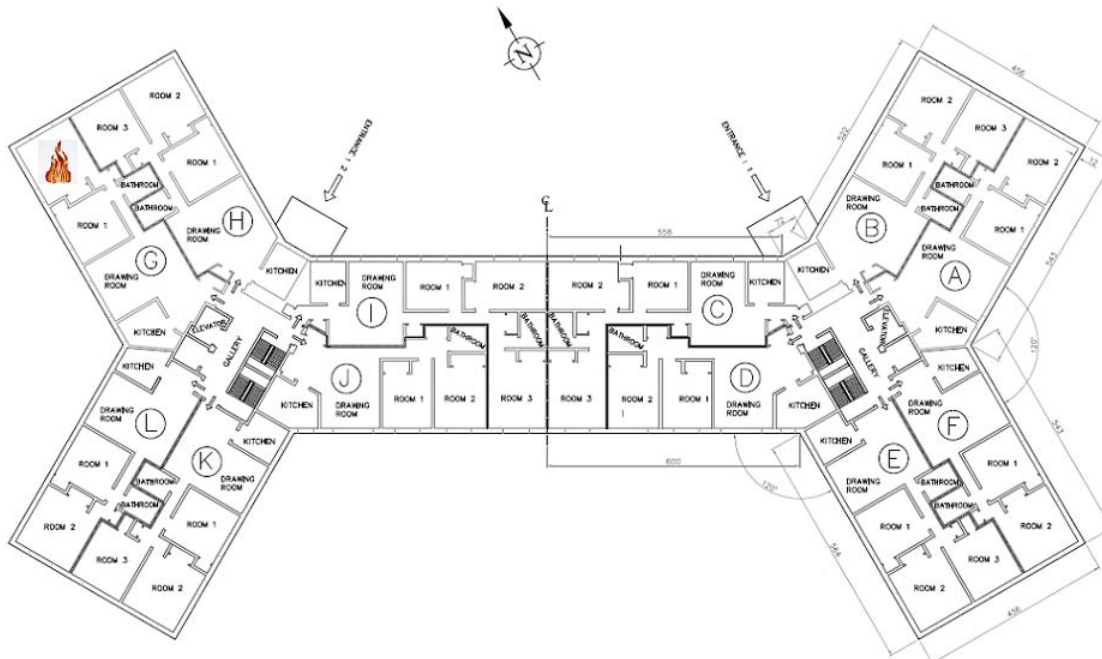 N
456
ROOM 2
ROOM 3
ROOM 1
BATHROOM
BATHROOM
ROOM 1
DRAWING
ROOM
H
DRAWING
ROOM
G
KITCHEN
KITCHEN
ELEVATOR
GALLERY
ENTRANCE : 2
ENTRANCE : 1
522
72
12
ROOM 2
ROOM 3
ROOM 2
ROOM 1
BATHROOM
BATHROOM
ROOM 1
DRAWING
ROOM
B
DRAWING
ROOM
A
KITCHEN
KITCHEN
ELEVATOR
GALLERY
543
120°
543
CL
558
KITCHEN
DRAWING
ROOM
I
ROOM 1
ROOM 2
ROOM 2
ROOM 1
DRAWING
ROOM
C
KITCHEN
BATHROOM
BATHROOM
BATHROOM
BATHROOM
J
KITCHEN
DRAWING
ROOM
ROOM 1
ROOM 2
ROOM 3
ROOM 3
ROOM 2
ROOM 1
D
DRAWING
ROOM
KITCHEN
600
120°
564
KITCHEN
DRAWING
ROOM
L
KITCHEN
K
DRAWING
ROOM
ROOM 1
BATHROOM
BATHROOM
ROOM 1
ROOM 2
ROOM 3
ROOM 2
KITCHEN
DRAWING
ROOM
F
KITCHEN
E
DRAWING
ROOM
BATHROOM
BATHROOM
ROOM 1
ROOM 1
ROOM 2
ROOM 3
ROOM 2
456